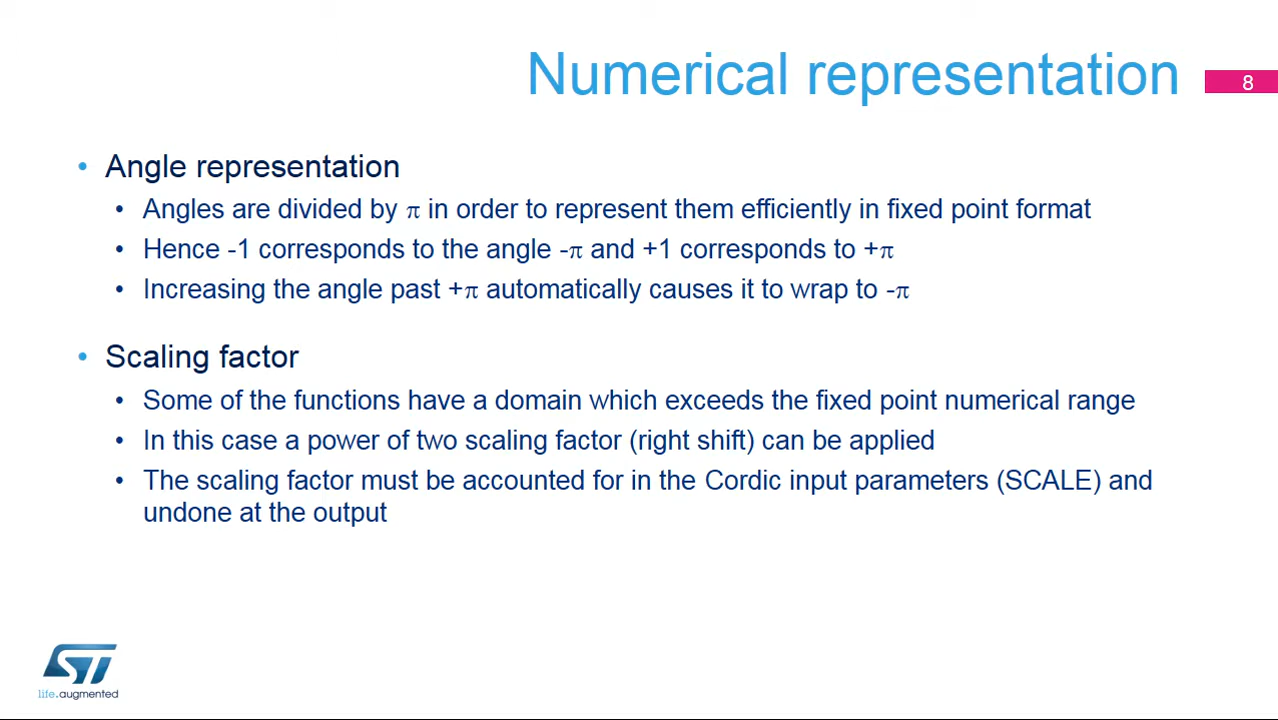 Numerical representation
8
• Angle representation
• Angles are divided by π in order to represent them efficiently in fixed point format
• Hence -1 corresponds to the angle -π and +1 corresponds to +π
• Increasing the angle past +π automatically causes it to wrap to -π
• Scaling factor
• Some of the functions have a domain which exceeds the fixed point numerical range
• In this case a power of two scaling factor (right shift) can be applied
• The scaling factor must be accounted for in the Cordic input parameters (SCALE) and
undone at the output
ST
life.augmented